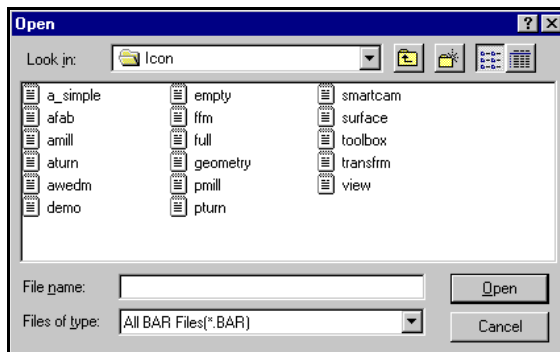 Open
Look in: Icon
a_simple empty smartcam
afab ffm surface
amill full toolbox
aturn geometry transfrm
awedm pmill view
demo pturn
File name: Open
Files of type: All BAR Files(*.BAR) Cancel